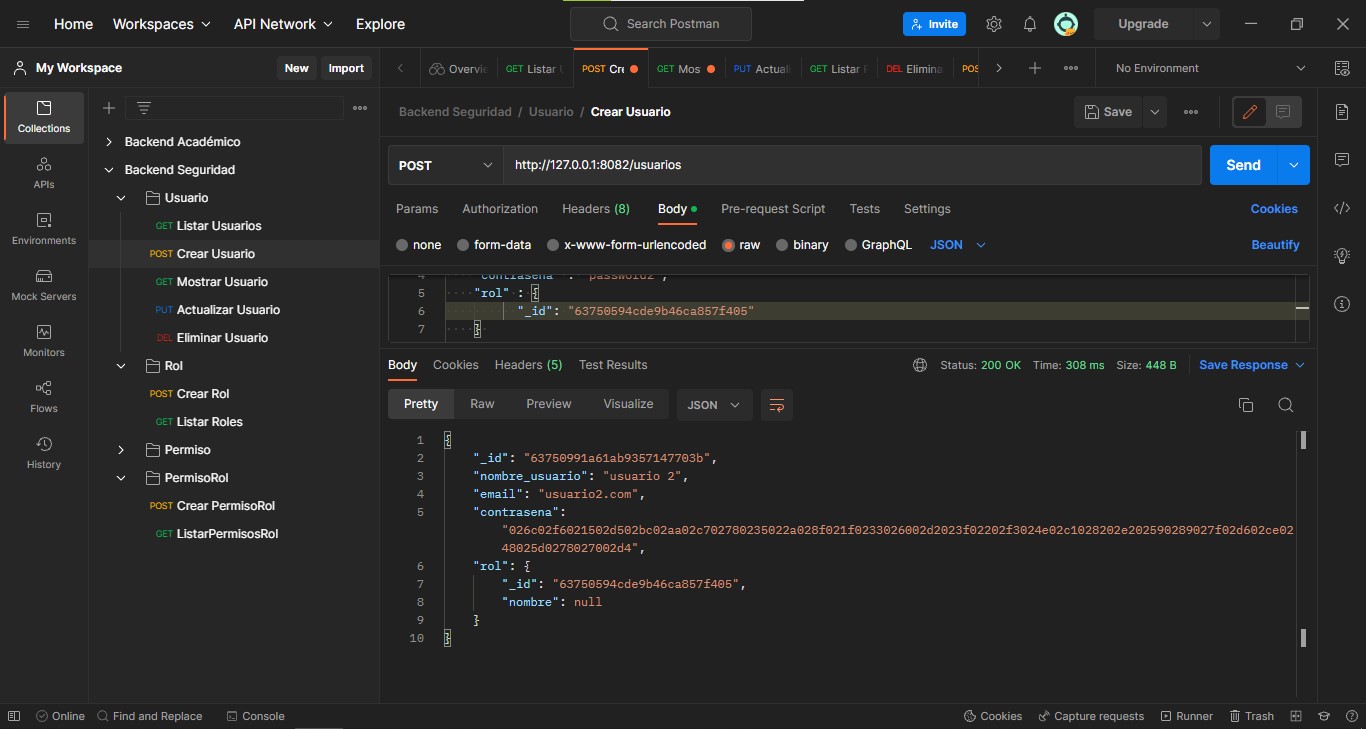 Home Workspaces API Network Explore Search Postman Invite Upgrade
My Workspace New Import Overvie GET Listar POST Cre GET Mos PUT Actuali GET Listar DEL Elimina POS No Environment
Collections
APIs
Environments
Mock Servers
Monitors
Flows
History
Backend Académico
Backend Seguridad
Usuario
GET Listar Usuarios
POST Crear Usuario
GET Mostrar Usuario
PUT Actualizar Usuario
DEL Eliminar Usuario
Rol
POST Crear Rol
GET Listar Roles
Permiso
PermisoRol
POST Crear PermisoRol
GET ListarPermisosRol
Backend Seguridad / Usuario / Crear Usuario Save
POST http://127.0.0.1:8082/usuarios Send
Params Authorization Headers (8) Body Pre-request Script Tests Settings Cookies
none form-data x-www-form-urlencoded raw binary GraphQL JSON Beautify
4 "contrasena" : "password2",
5 "rol" : {
6 "_id": "63750594cde9b46ca857f405"
7 }
Body Cookies Headers (5) Test Results Status: 200 OK Time: 308 ms Size: 448 B Save Response
Pretty Raw Preview Visualize JSON
1 {
2 "_id": "63750991a61ab9357147703b",
3 "nombre_usuario": "usuario 2",
4 "email": "usuario2.com",
5 "contrasena":
"026c02f6021502d502bc02aa02c702780235022a028f021f0233026002d2023f02202f3024e02c1028202e202590289027f02d602ce02
48025d0278027002d4",
6 "rol": {
7 "_id": "63750594cde9b46ca857f405",
8 "nombre": null
9 }
10 }
Online Find and Replace Console Cookies Capture requests Runner Trash